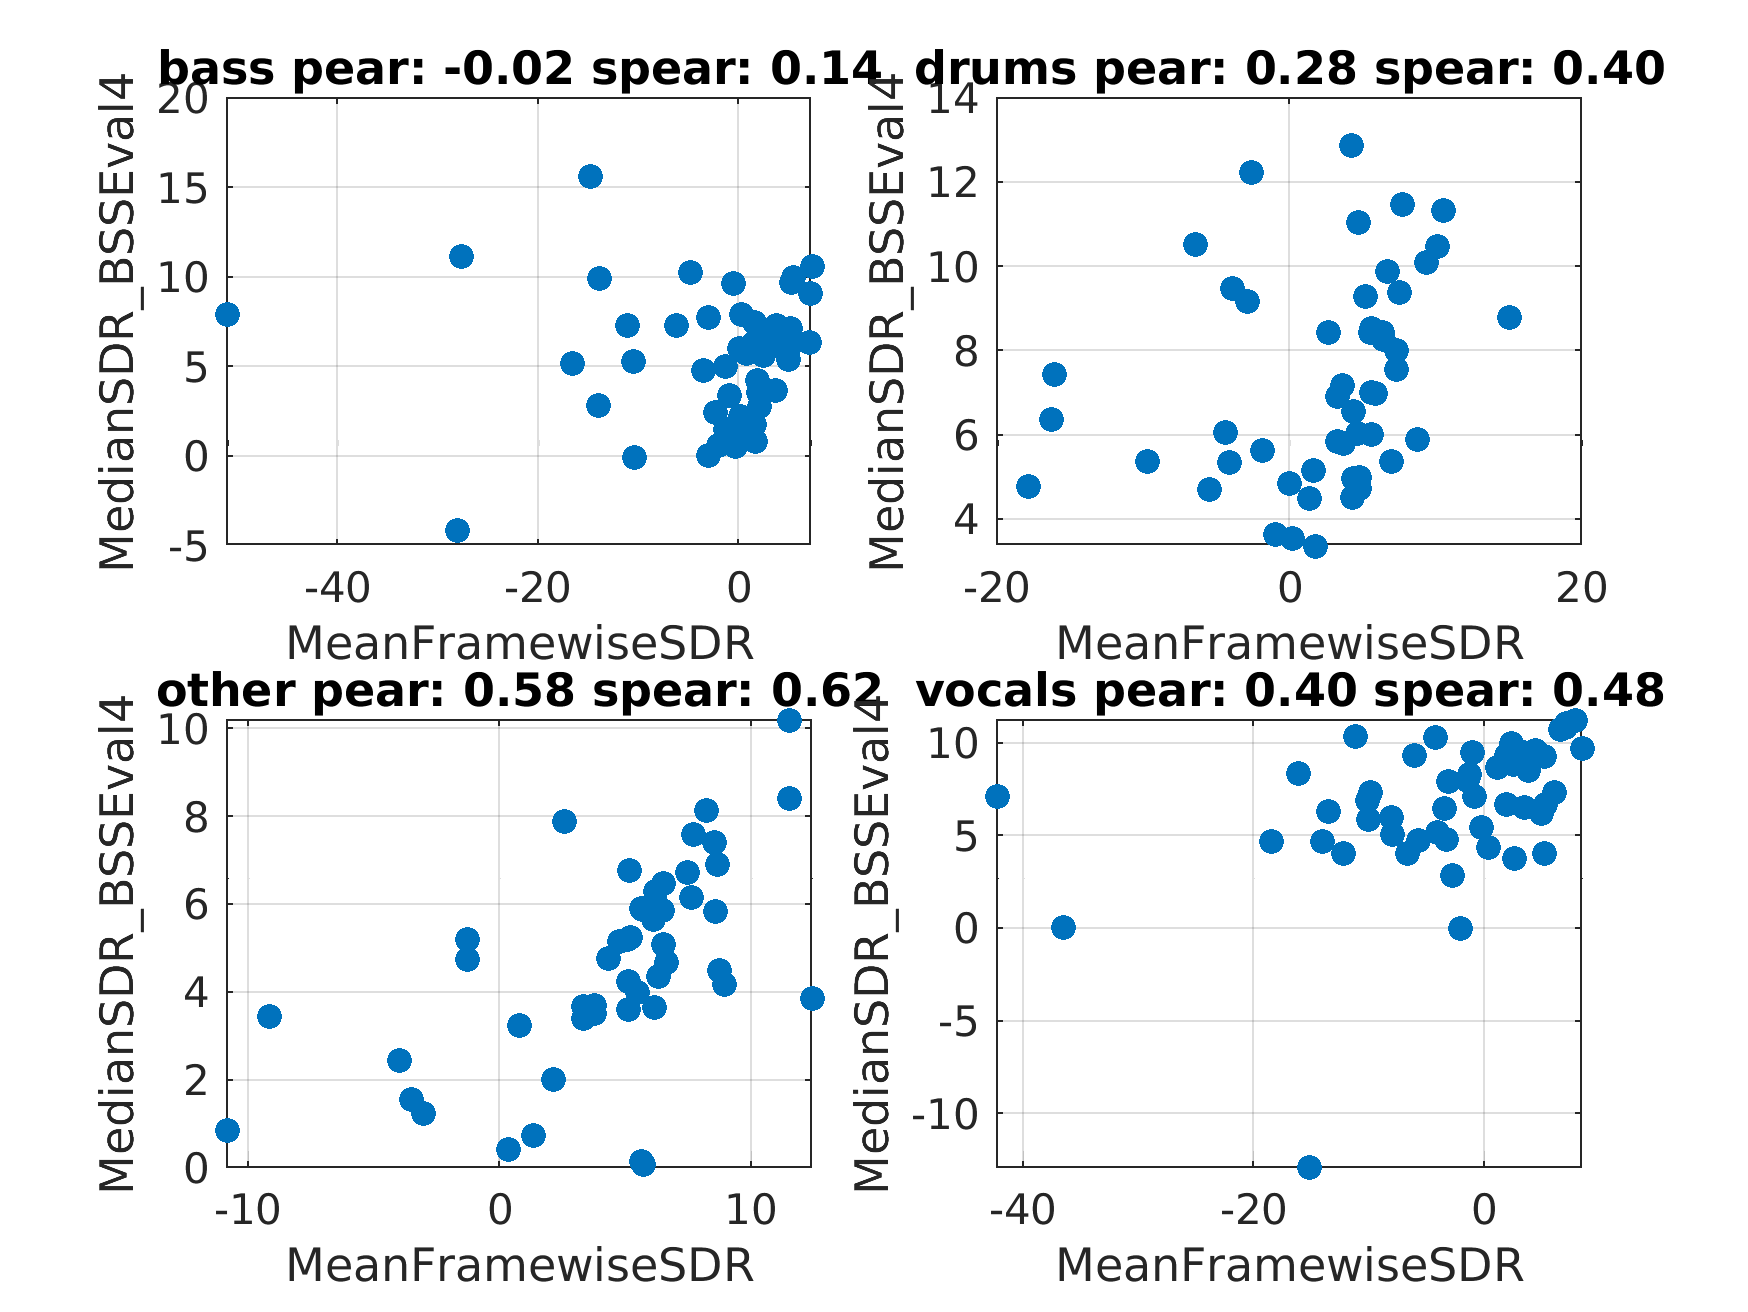 bass pear: -0.02 spear: 0.14
MedianSDR_BSSEval4
20
15
10
5
0
-5
-40 -20 0
MeanFramewiseSDR
drums pear: 0.28 spear: 0.40
MedianSDR_BSSEval4
14
12
10
8
6
4
-20 0 20
MeanFramewiseSDR
other pear: 0.58 spear: 0.62
MedianSDR_BSSEval4
10
8
6
4
2
0
-10 0 10
MeanFramewiseSDR
vocals pear: 0.40 spear: 0.48
MedianSDR_BSSEval4
10
5
0
-5
-10
-40 -20 0
MeanFramewiseSDR